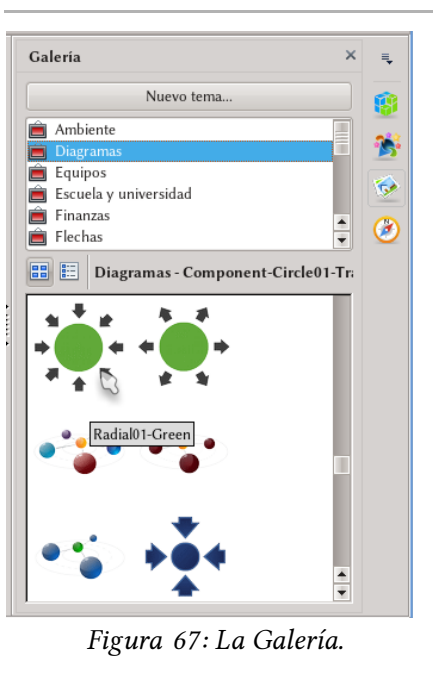 Galería
Nuevo tema...
Ambiente
Diagramas
Equipos
Escuela y universidad
Finanzas
Flechas
Diagramas - Component-Circle01-Tra
Radial01-Green
Figura 67: La Galería.